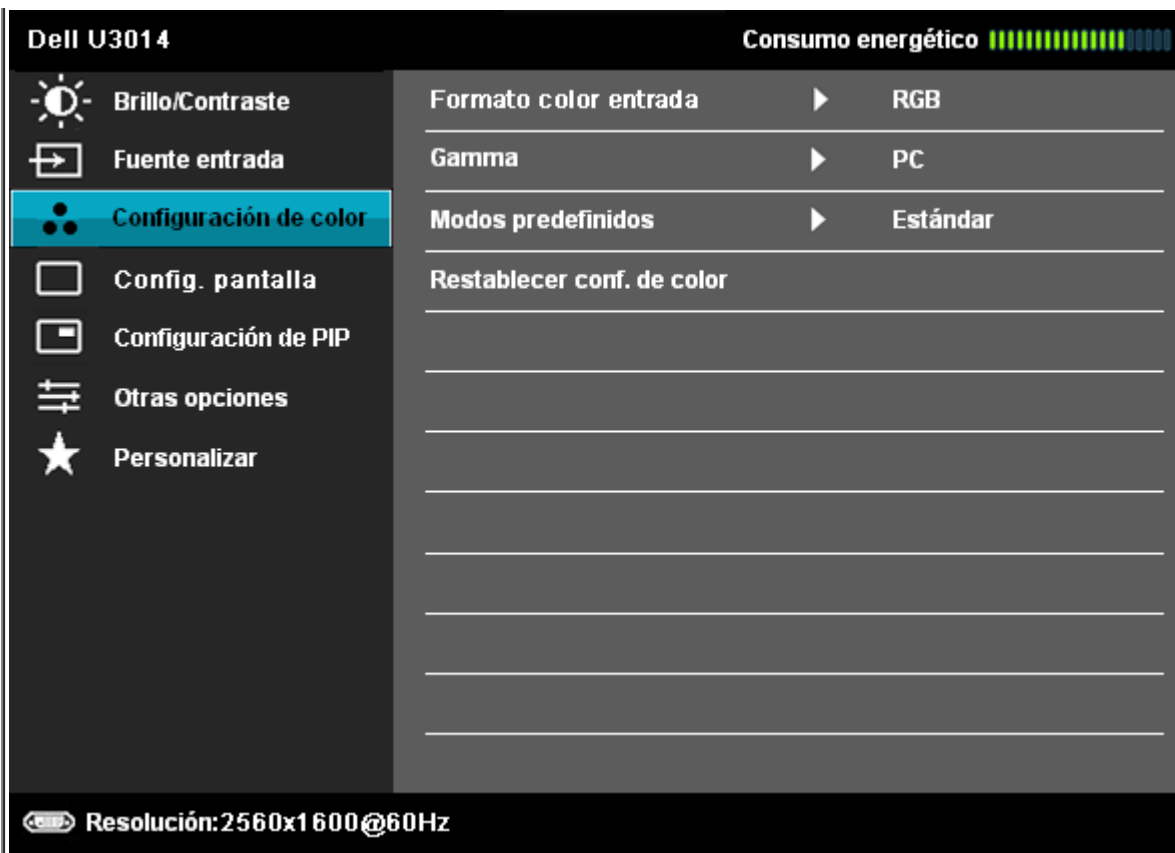 Dell U3014 Consumo energético
Brillo/Contraste
Fuente entrada
Configuración de color
Config. pantalla
Configuración de PIP
Otras opciones
Personalizar
Formato color entrada RGB
Gamma PC
Modos predefinidos Estándar
Restablecer conf. de color
Resolución:2560x1600@60Hz